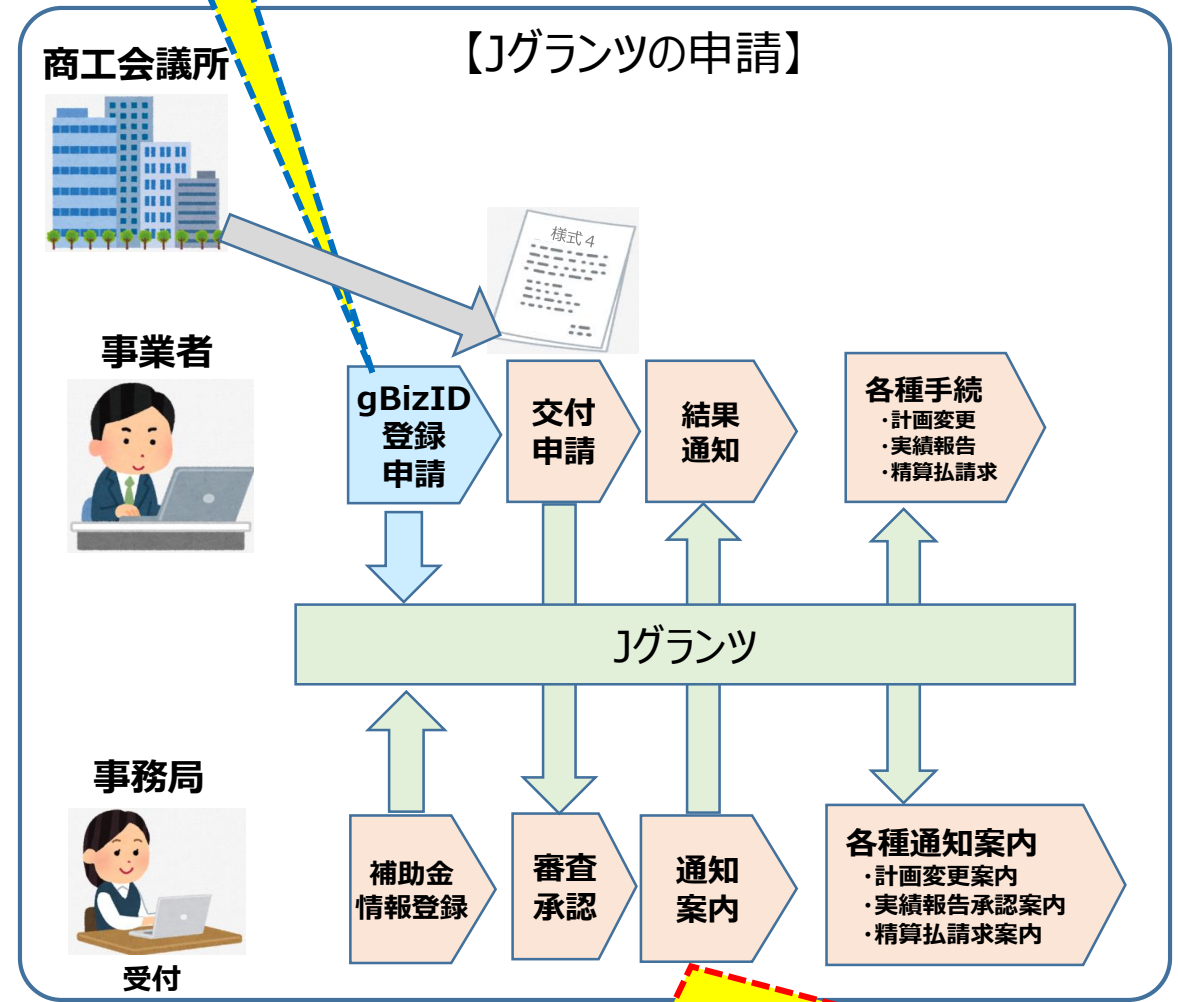 【Jグランツの申請】
商工会議所
様式４
事業者
gBizID
登録
申請
交付
申請
結果
通知
各種手続
・計画変更
・実績報告
・精算払請求
Jグランツ
事務局
受付
補助金
情報登録
審査
承認
通知
案内
各種通知案内
・計画変更案内
・実績報告承認案内
・精算払請求案内